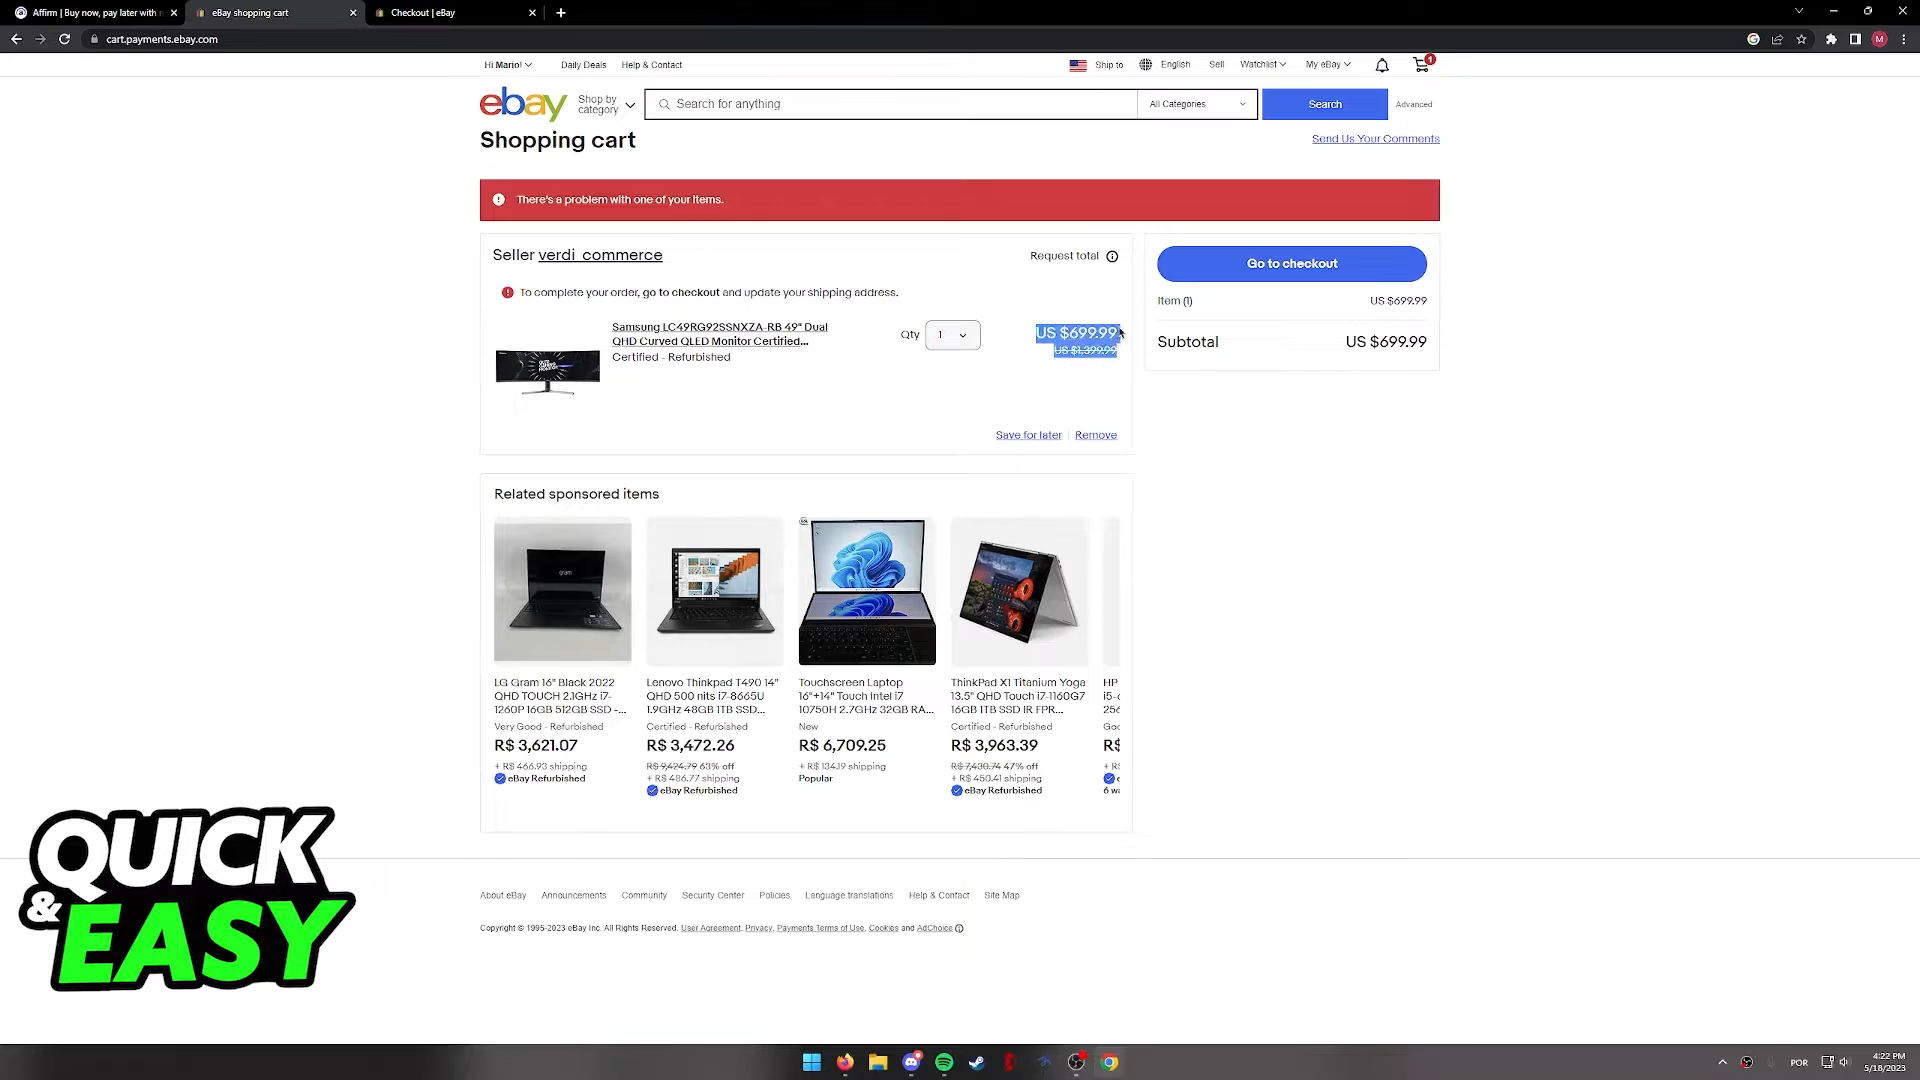 Affirm | Buy now, pay later with n
eBay shopping cart
Checkout | eBay
cart.payments.ebay.com
M
Hi Mario!
Daily Deals
Help & Contact
Ship to
English
Sell
Watchlist
My eBay
1
ebay
Shop by
category
Search for anything
All Categories
Search
Advanced
Shopping cart
Send Us Your Comments
There's a problem with one of your items.
Seller verdi_commerce
Request total
To complete your order, go to checkout and update your shipping address.
Samsung LC49RG92SSNXZA-RB 49" Dual
QHD Curved QLED Monitor Certified...
Certified - Refurbished
Qty
1
US $699.99
US $1,399.99
Save for later
Remove
Go to checkout
Item (1)
US $699.99
Subtotal
US $699.99
Related sponsored items
gram
LG Gram 16" Black 2022
QHD TOUCH 2.1GHz i7-
1260P 16GB 512GB SSD -...
Very Good - Refurbished
R$ 3,621.07
+ R$ 466.93 shipping
eBay Refurbished
Lenovo Thinkpad T490 14"
QHD 500 nits i7-8665U
1.9GHz 48GB 1TB SSD...
Certified - Refurbished
R$ 3,472.26
R$ 9,424.79 63% off
+ R$ 486.77 shipping
eBay Refurbished
Touchscreen Laptop
16"+14" Touch Intel i7
10750H 2.7GHz 32GB RA...
New
R$ 6,709.25
+ R$ 134.19 shipping
Popular
ThinkPad X1 Titanium Yoga
13.5" QHD Touch i7-1160G7
16GB 1TB SSD IR FPR...
Certified - Refurbished
R$ 3,963.39
R$ 7,430.74 47% off
+ R$ 450.41 shipping
eBay Refurbished
HP
i5-
256
Goo
R$
+ R$
6 wa
QUICK
& EASY
About eBay
Announcements
Community
Security Center
Policies
Language translations
Help & Contact
Site Map
Copyright © 1995-2023 eBay Inc. All Rights Reserved. User Agreement, Privacy, Payments Terms of Use, Cookies and AdChoice
POR
4:22 PM
5/18/2023